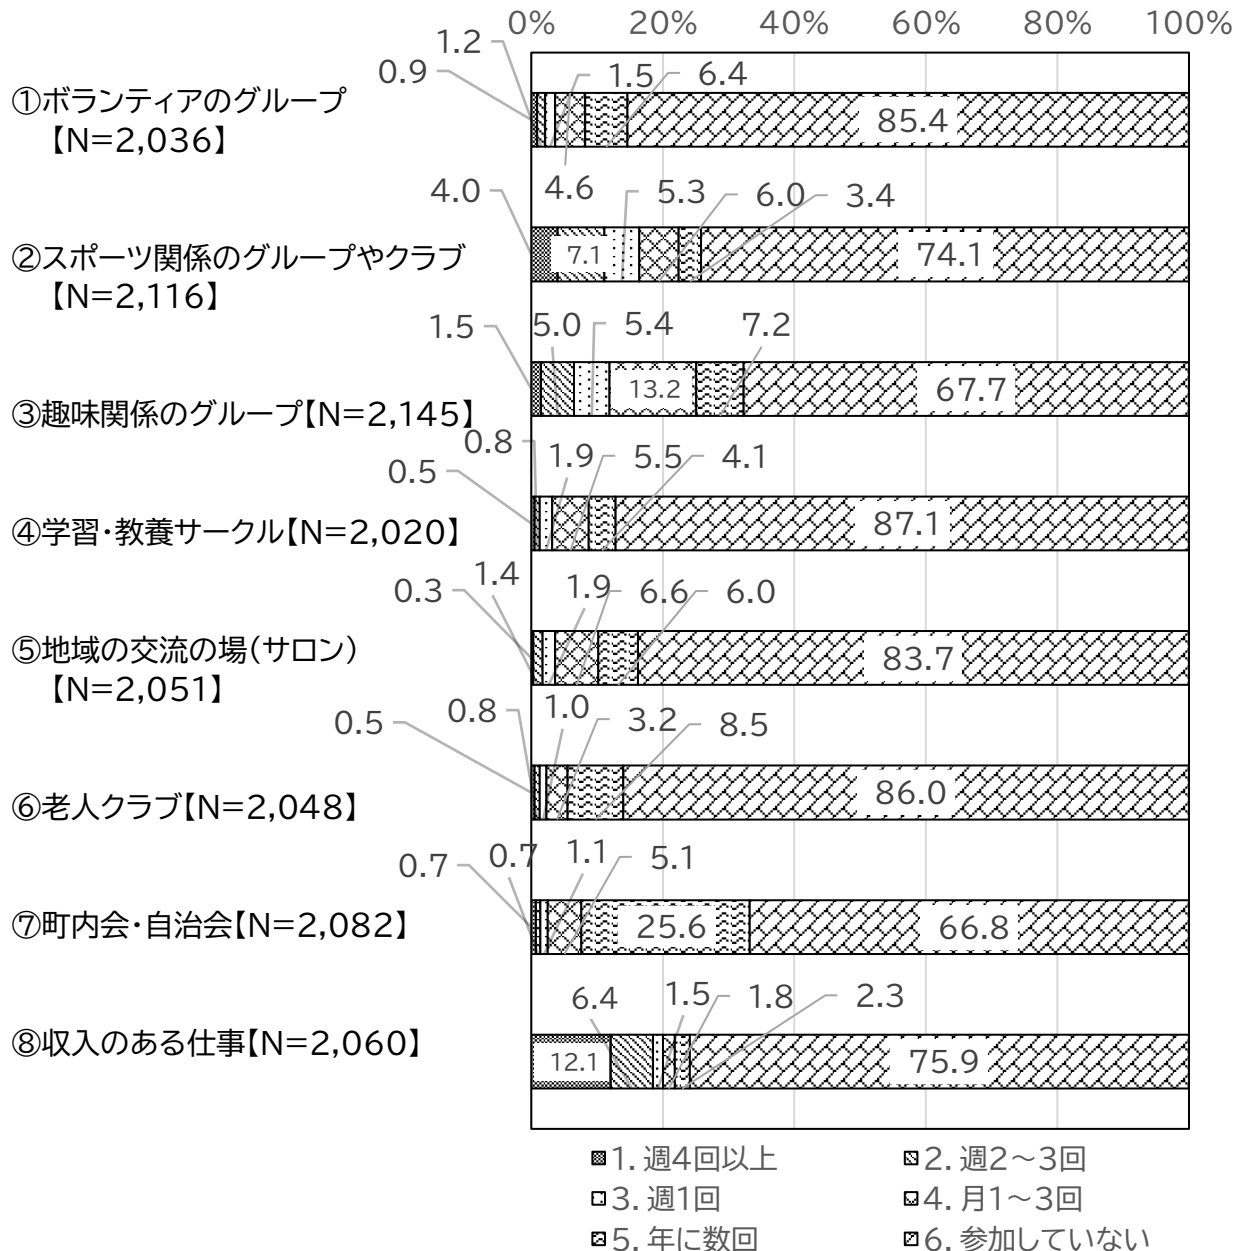 0% 20% 40% 60% 80% 100%
1.2
0.9 1.5 6.4
①ボランティアのグループ
【N=2,036】
85.4
4.0 4.6 5.3 6.0 3.4
②スポーツ関係のグループやクラブ
【N=2,116】
7.1 74.1
1.5 5.0 5.4 7.2
③趣味関係のグループ【N=2,145】
13.2 67.7
0.8 1.9 5.5 4.1
0.5
④学習・教養サークル【N=2,020】
87.1
1.4 1.9 6.6 6.0
0.3
⑤地域の交流の場(サロン)
【N=2,051】
83.7
0.8 1.0 3.2 8.5
0.5
⑥老人クラブ【N=2,048】
86.0
0.7 0.7 1.1 5.1
⑦町内会・自治会【N=2,082】
25.6 66.8
6.4 1.5 1.8 2.3
⑧収入のある仕事【N=2,060】
12.1 75.9
1. 週4回以上 2. 週2～3回
3. 週1回 4. 月1～3回
5. 年に数回 6. 参加していない